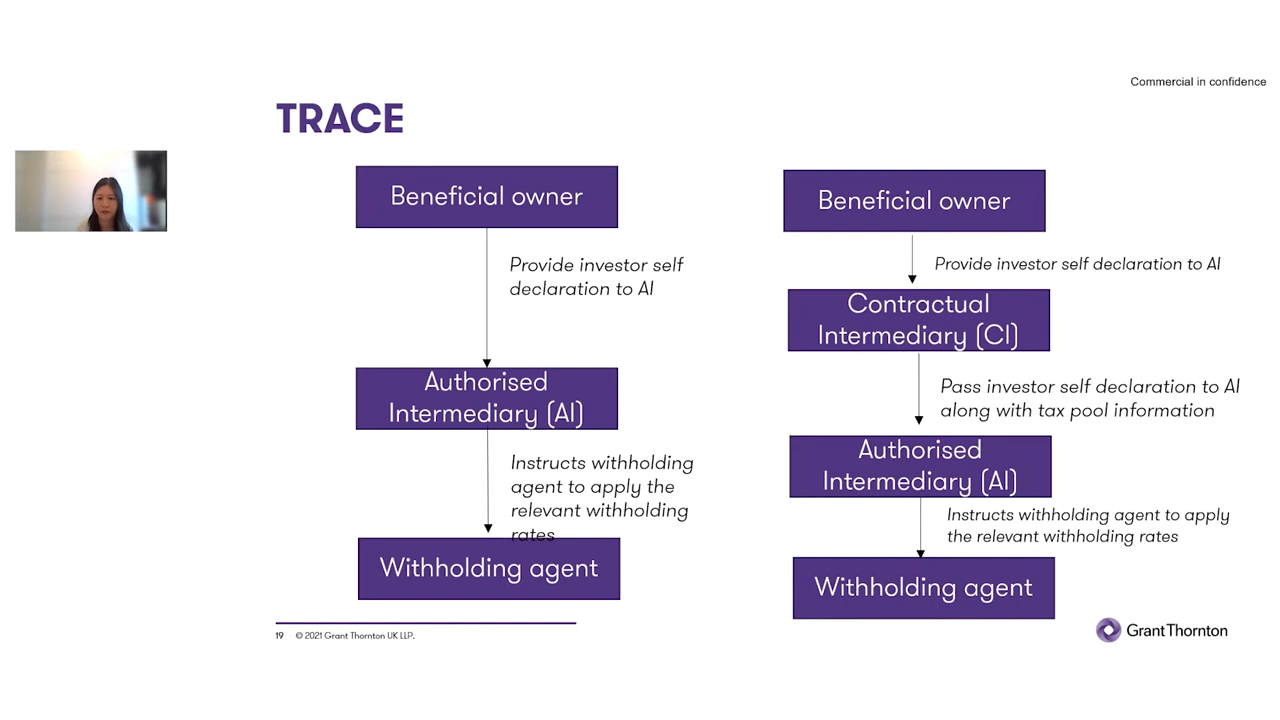 Commercial in confidence
TRACE
Beneficial owner
Provide investor self
declaration to AI
Authorised
Intermediary (AI)
Instructs withholding
agent to apply the
relevant withholding
rates
Withholding agent
Beneficial owner
Provide investor self declaration to AI
Contractual
Intermediary (CI)
Pass investor self declaration to AI
along with tax pool information
Authorised
Intermediary (AI)
Instructs withholding agent to apply
the relevant withholding rates
Withholding agent
19 © 2021 Grant Thornton UK LLP.
Grant Thornton